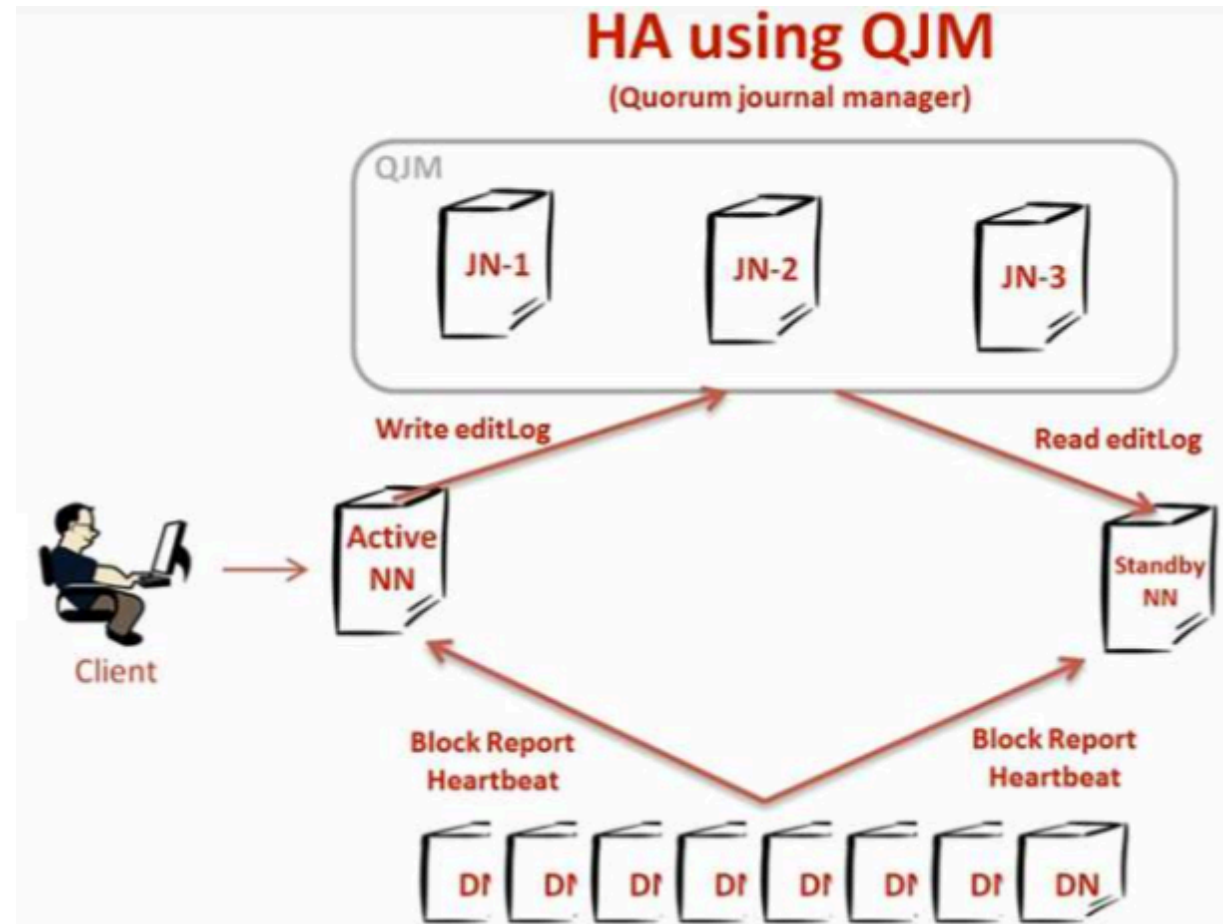 HA using QJM
(Quorum journal manager)
QJM
JN-1
JN-2
JN-3
Write editLog
Read editLog
Active
NN
Standby
NN
Client
Block Report
Heartbeat
Block Report
Heartbeat
DN